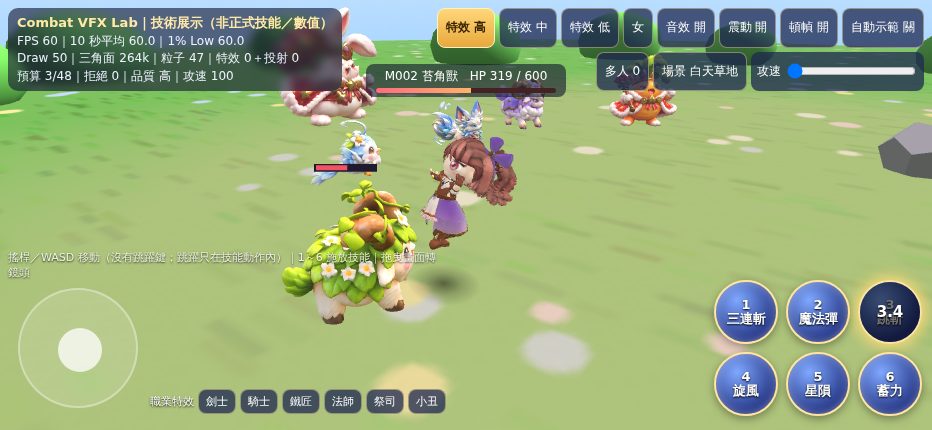 Combat VFX Lab｜技術展示（非正式技能／數值）
FPS 60｜10 秒平均 60.0｜1% Low 60.0
Draw 50｜三角面 264k｜粒子 47｜特效 0＋投射 0
預算 3/48｜拒絕 0｜品質 高｜攻速 100
特效 高
特效 中
特效 低
女
音效 開
震動 開
頓幀 開
自動示範 關
多人 0
場景 白天草地
攻速
M002 苔角獸 HP 319 / 600
搖桿／WASD 移動（沒有跳躍鍵；跳躍只在技能動作內）｜1～6 施放技能｜拖曳畫面轉
鏡頭
1
三連斬
2
魔法彈
3
跳斬
3.4
4
旋風
5
星隕
6
蓄力
職業特效
劍士
騎士
鐵匠
法師
祭司
小丑